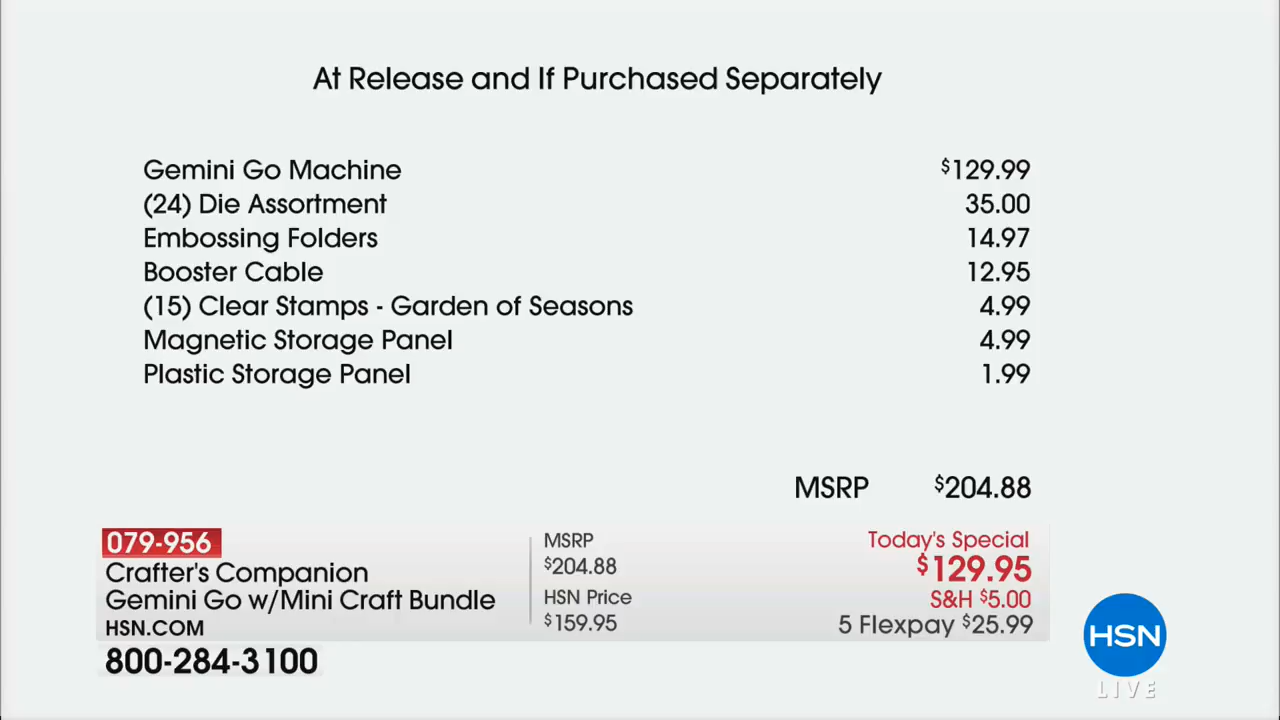 At Release and If Purchased Separately
Gemini Go Machine $129.99
(24) Die Assortment 35.00
Embossing Folders 14.97
Booster Cable 12.95
(15) Clear Stamps - Garden of Seasons 4.99
Magnetic Storage Panel 4.99
Plastic Storage Panel 1.99
MSRP $204.88
079-956
Crafter's Companion
Gemini Go w/Mini Craft Bundle
HSN.COM
800-284-3100
MSRP
$204.88
HSN Price
$159.95
Today's Special
$129.95
S&H $5.00
5 Flexpay $25.99
HSN
LIVE